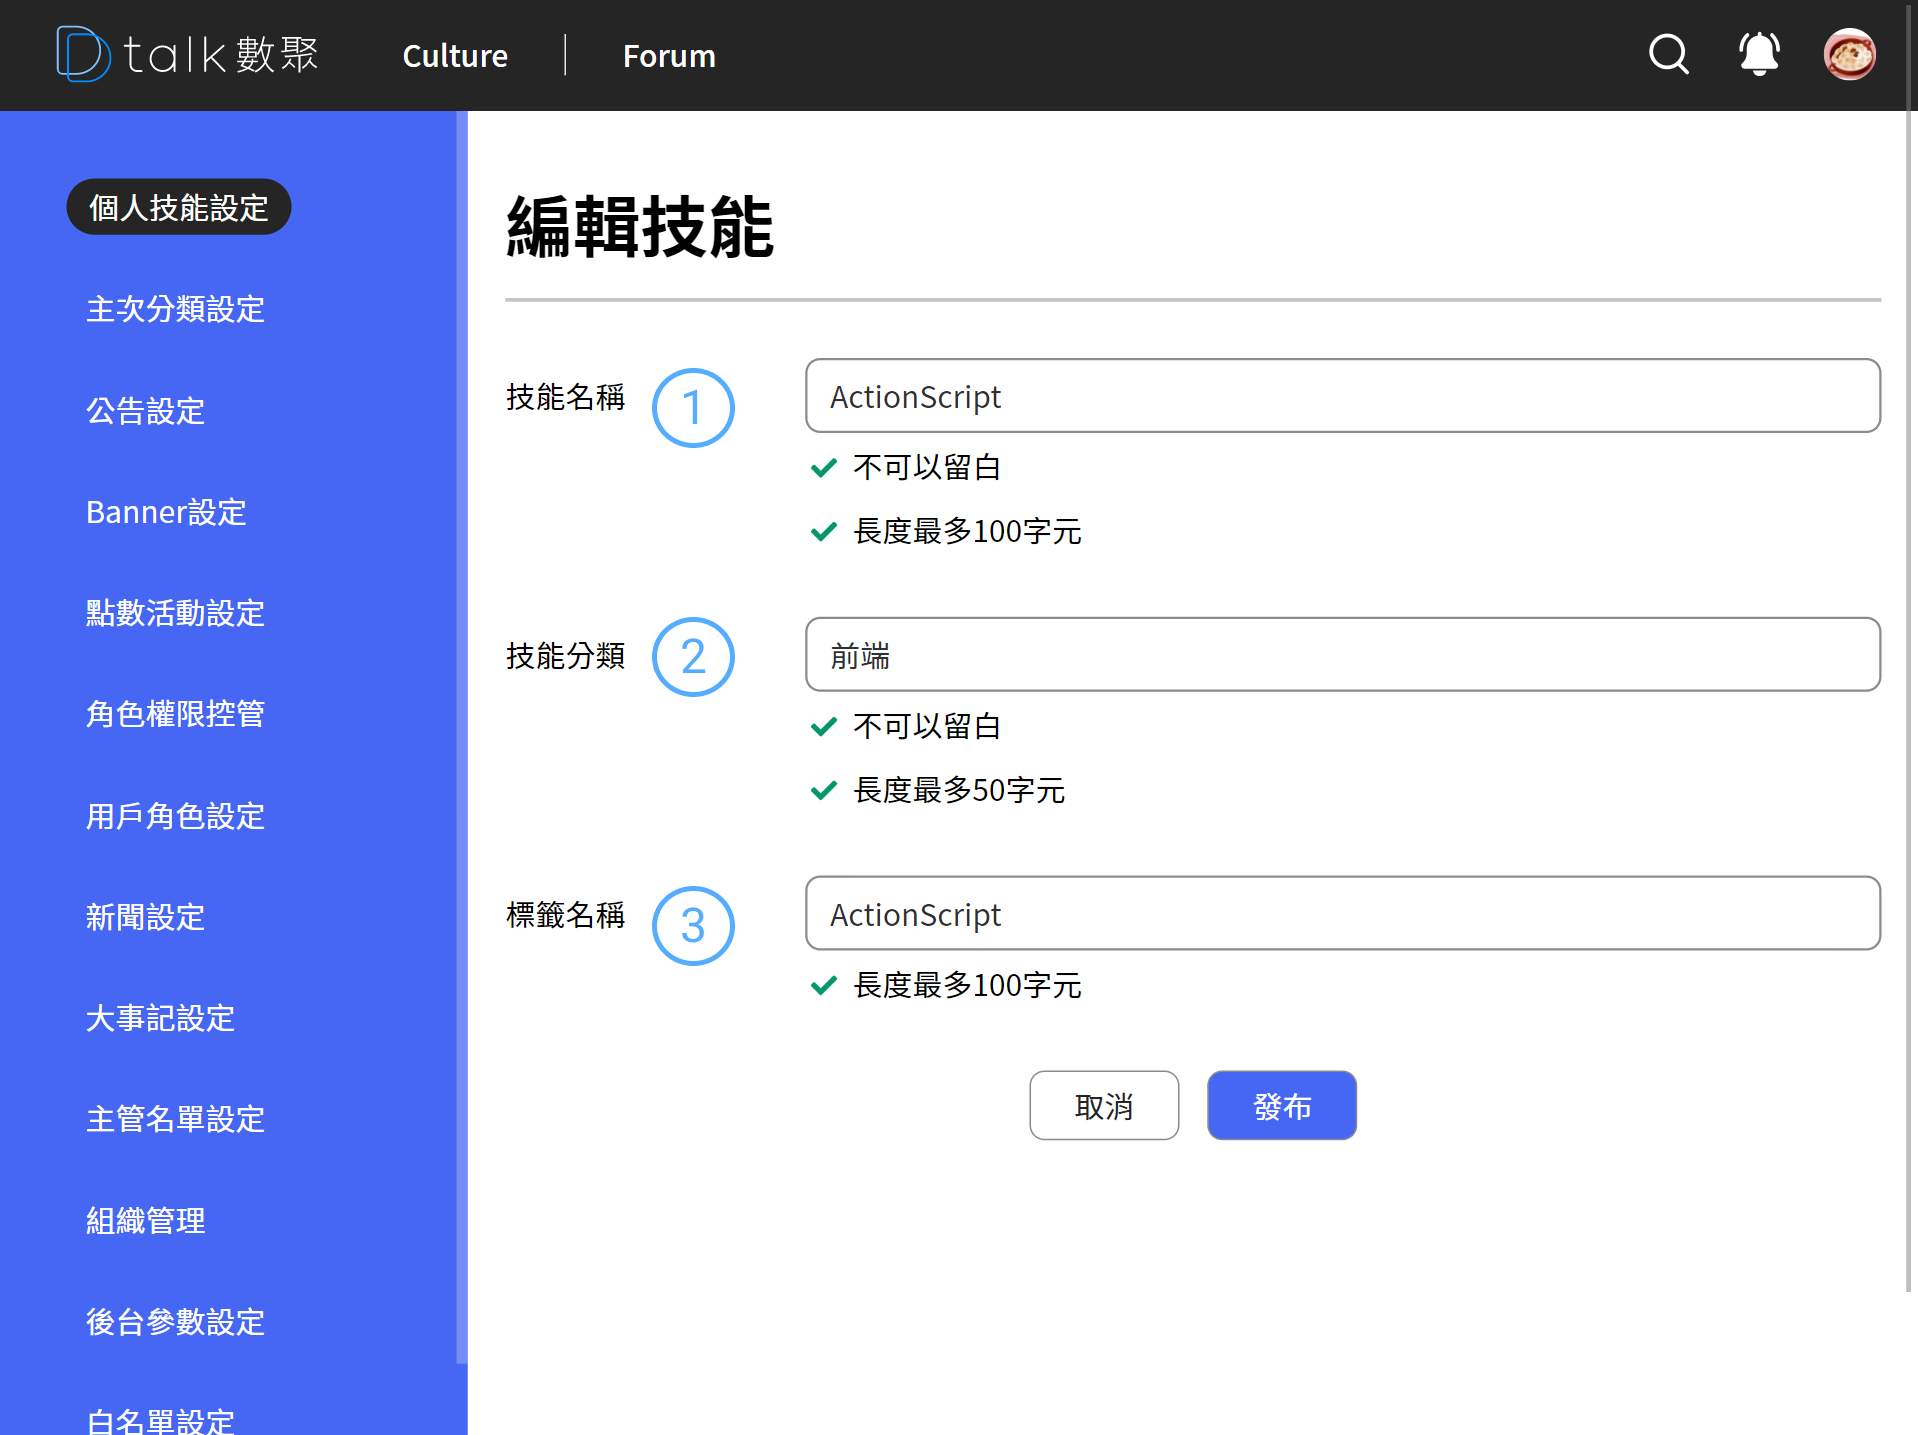 D talk 數聚
Culture
Forum
個人技能設定
主次分類設定
公告設定
Banner設定
點數活動設定
角色權限控管
用戶角色設定
新聞設定
大事記設定
主管名單設定
組織管理
後台參數設定
白名單設定
編輯技能
技能名稱
1
ActionScript
不可以留白
長度最多100字元
技能分類
2
前端
不可以留白
長度最多50字元
標籤名稱
3
ActionScript
長度最多100字元
取消
發布